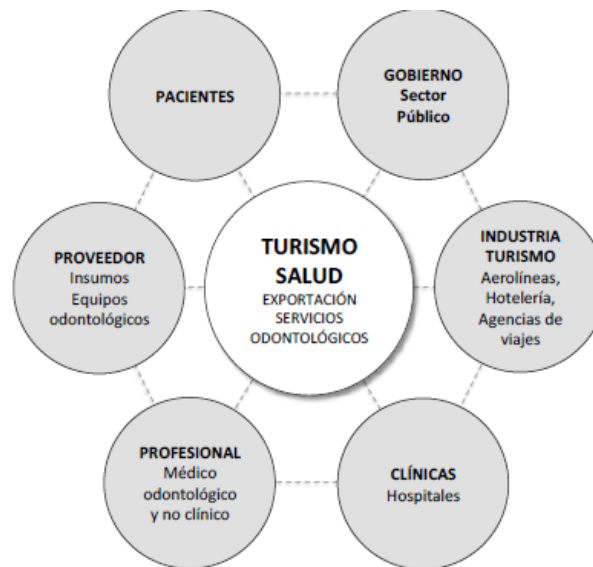 PACIENTES
GOBIERNO
Sector
Público
PROVEEDOR
Insumos
Equipos
odontológicos
TURISMO
SALUD
EXPORTACIÓN
SERVICIOS
ODONTOLÓGICOS
INDUSTRIA
TURISMO
Aerolíneas,
Hotelería,
Agencias de
viajes
PROFESIONAL
Médico
odontológico
y no clínico
CLÍNICAS
Hospitales